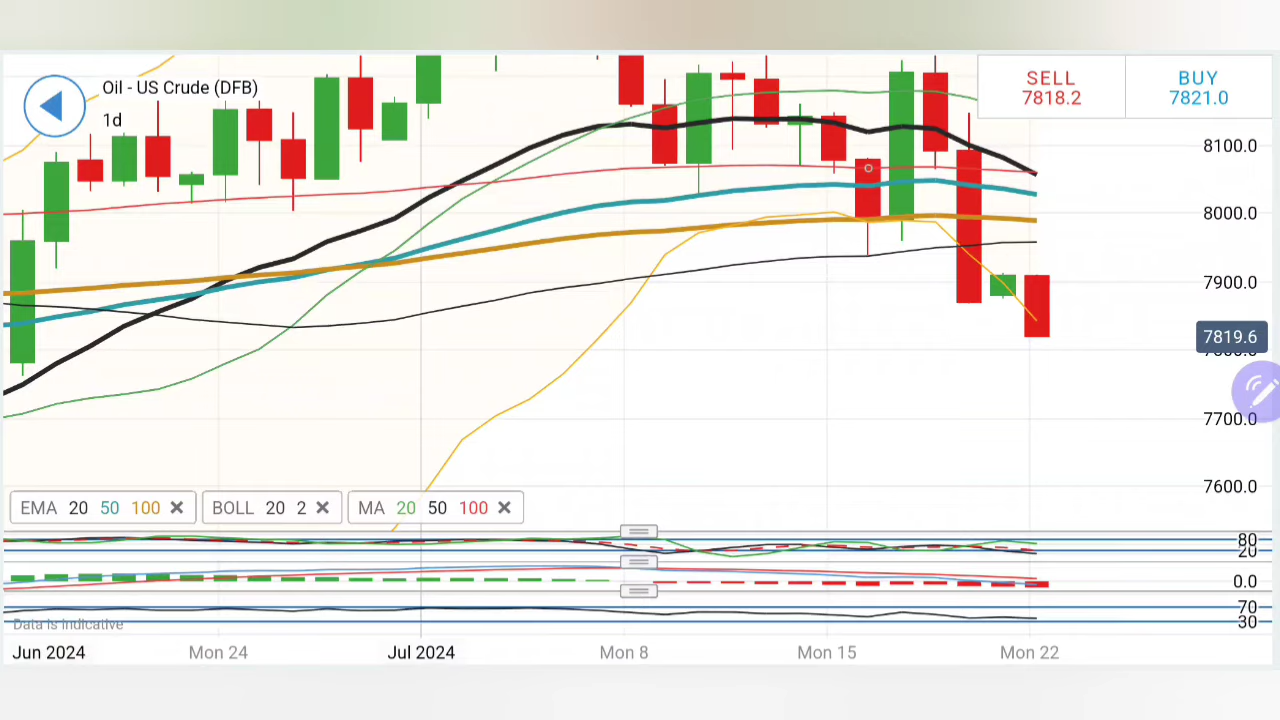 Oil - US Crude (DFB)
1d
SELL
7818.2
BUY
7821.0
8100.0
8000.0
7900.0
7819.6
7700.0
7600.0
EMA 20 50 100 ✕
BOLL 20 2 ✕
MA 20 50 100 ✕
80
20
0.0
70
30
Data is indicative
Jun 2024
Mon 24
Jul 2024
Mon 8
Mon 15
Mon 22